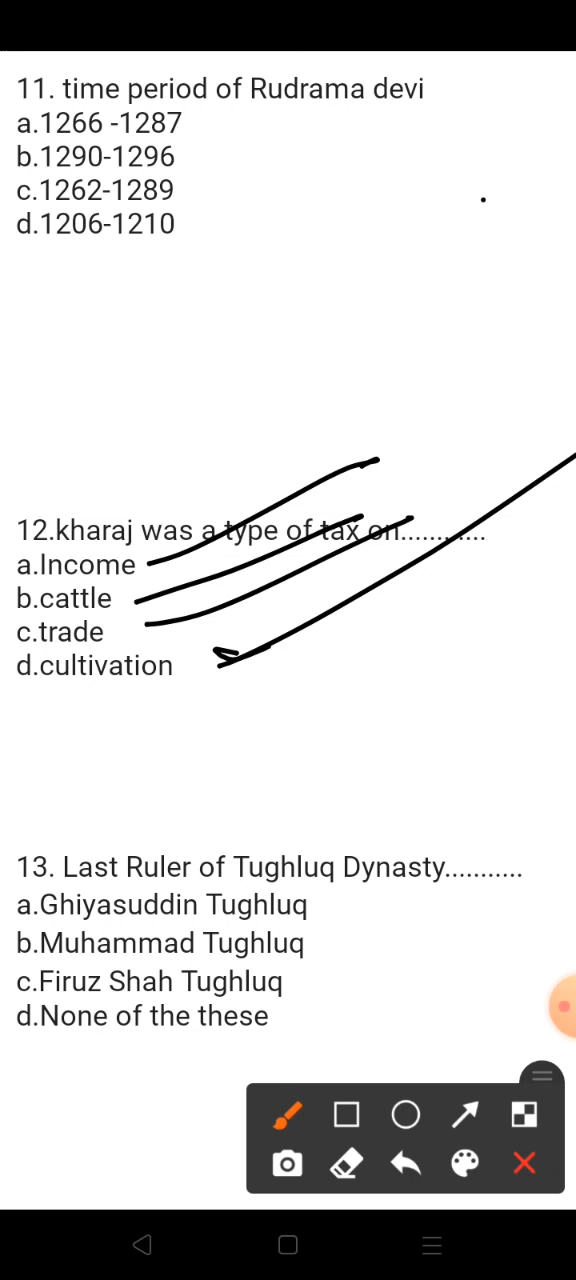 11. time period of Rudrama devi
a.1266 -1287
b.1290-1296
c.1262-1289
d.1206-1210
12.kharaj was a type of tax on...........
a.Income
b.cattle
c.trade
d.cultivation
13. Last Ruler of Tughluq Dynasty...........
a.Ghiyasuddin Tughluq
b.Muhammad Tughluq
c.Firuz Shah Tughluq
d.None of the these